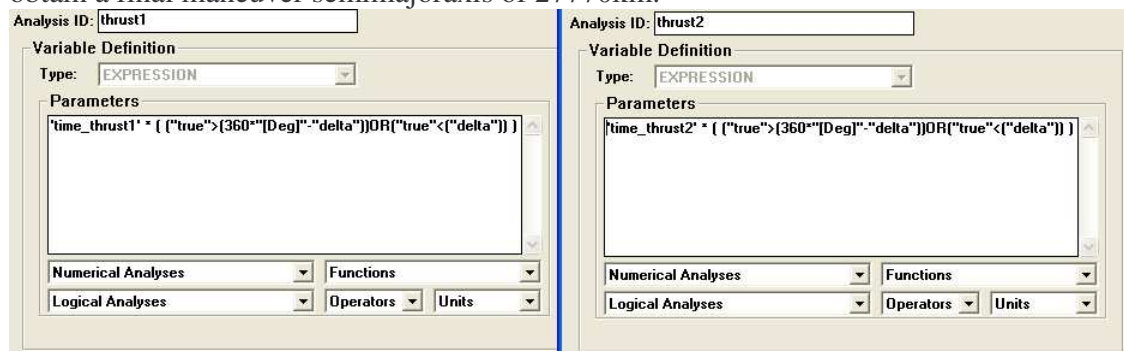 obtain a final maneuver semimajoraxis of 27770km.
Analysis ID: thrust1
Variable Definition
Type: EXPRESSION
Parameters
'time_thrust1' * ( ("true">(360*"[Deg]"-"delta"))OR("true"<("delta")) )
Numerical Analyses Functions
Logical Analyses Operators Units
Analysis ID: thrust2
Variable Definition
Type: EXPRESSION
Parameters
'time_thrust2' * ( ("true">(360*"[Deg]"-"delta"))OR("true"<("delta")) )
Numerical Analyses Functions
Logical Analyses Operators Units